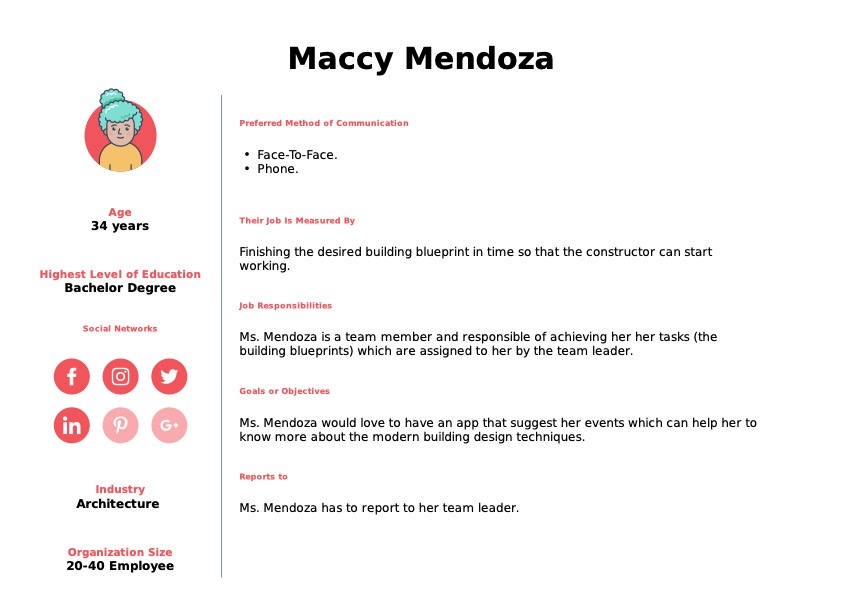 Maccy Mendoza
Age
34 years
Highest Level of Education
Bachelor Degree
Social Networks
f
in
G+
Industry
Architecture
Organization Size
20-40 Employee
Preferred Method of Communication
• Face-To-Face.
• Phone.
Their Job Is Measured By
Finishing the desired building blueprint in time so that the constructor can start
working.
Job Responsibilities
Ms. Mendoza is a team member and responsible of achieving her her tasks (the
building blueprints) which are assigned to her by the team leader.
Goals or Objectives
Ms. Mendoza would love to have an app that suggest her events which can help her to
know more about the modern building design techniques.
Reports to
Ms. Mendoza has to report to her team leader.